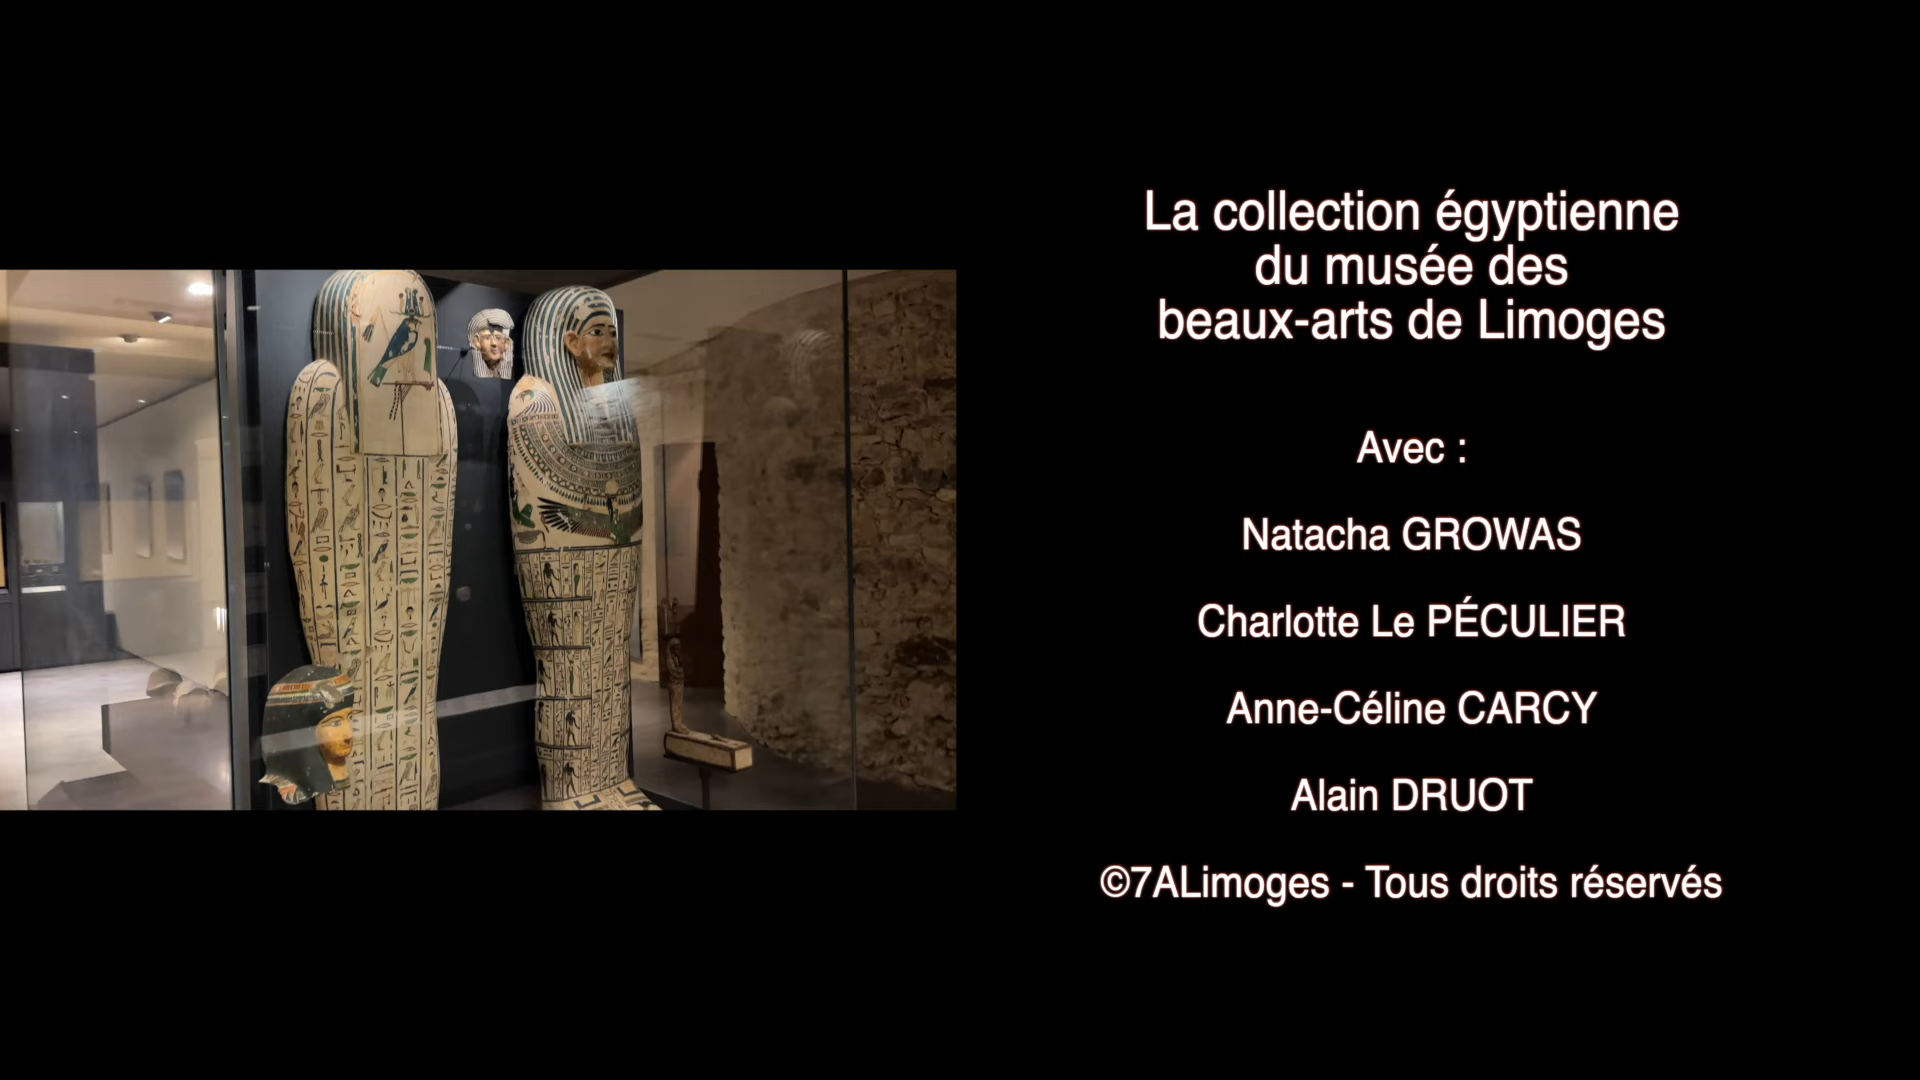 La collection égyptienne
du musée des
beaux-arts de Limoges
Avec :
Natacha GROWAS
Charlotte Le PÉCULIER
Anne-Céline CARCY
Alain DRUOT
©7ALimoges - Tous droits réservés